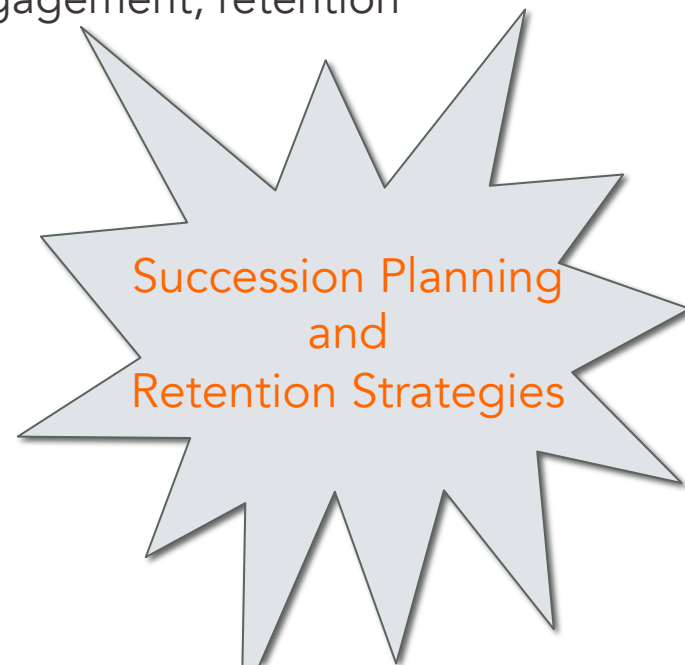 gagement, retention
Succession Planning
and
Retention Strategies